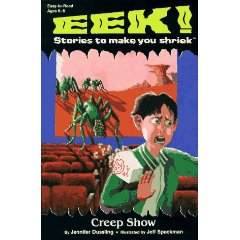 Easy-to-Read
Ages 6-8
EEK!
Stories to make you shriek™
Creep Show
By Jennifer Dussling • Illustrated by Jeff Spackman